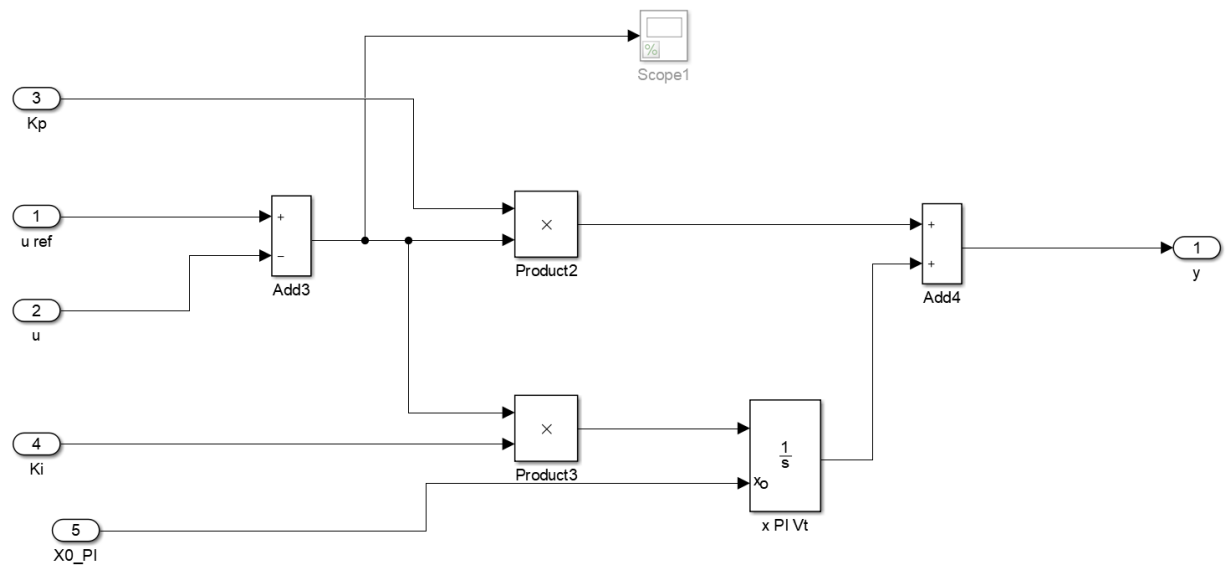 %
Scope1
3
Kp
1
u ref
+
−
Add3
2
u
×
Product2
+
+
Add4
1
y
4
Ki
×
Product3
1
s
xo
x PI Vt
5
X0_PI